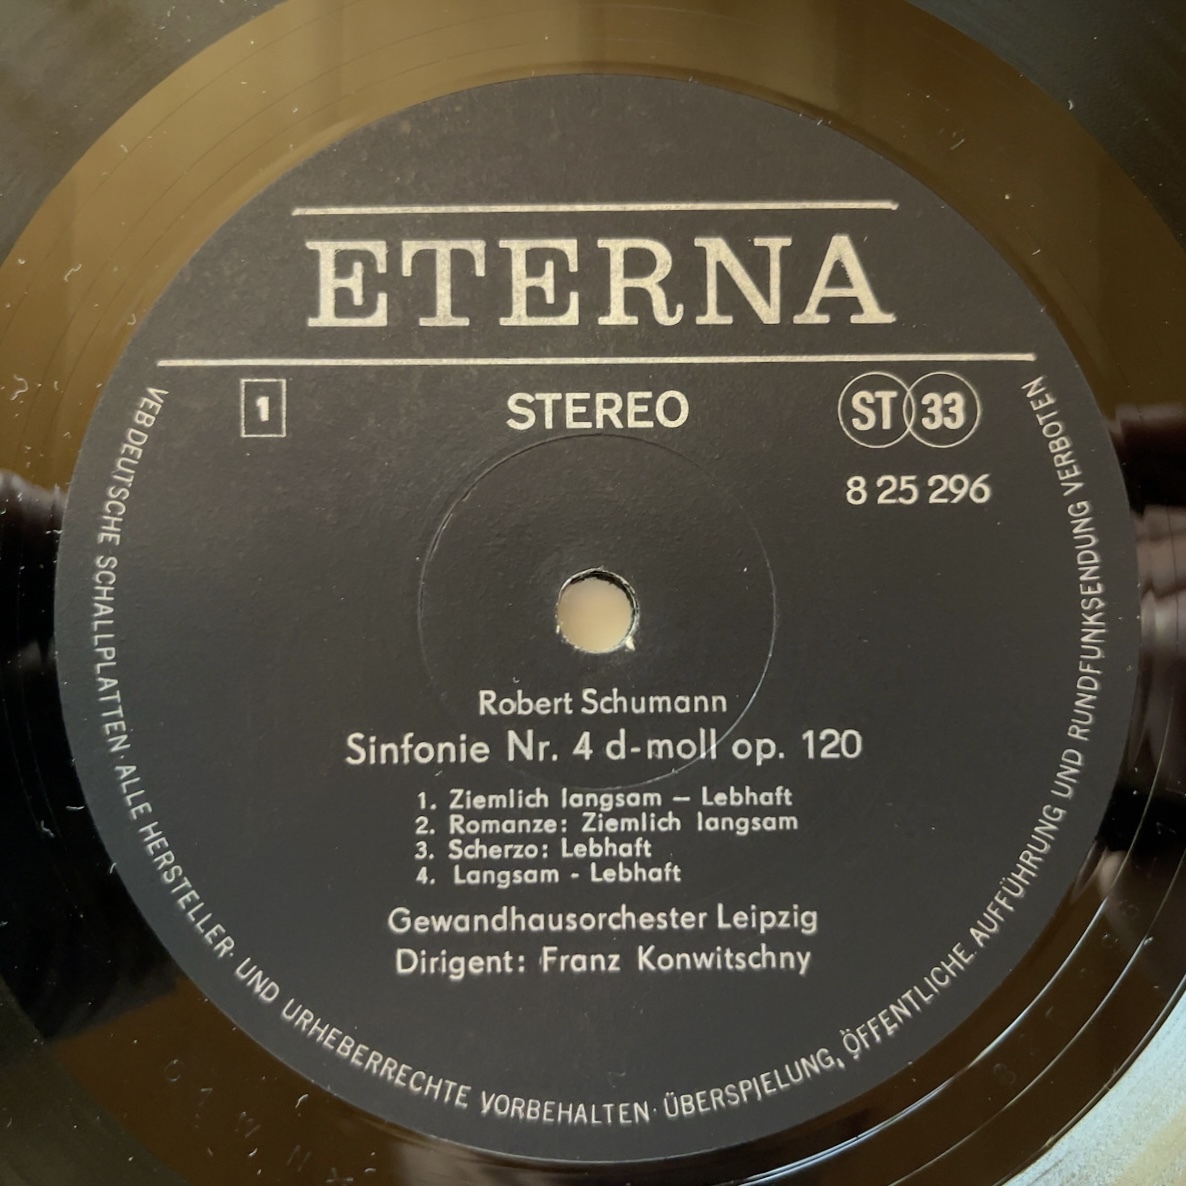 ETERNA
1
STEREO
ST 33
8 25 296
Robert Schumann
Sinfonie Nr. 4 d-moll op. 120
1. Ziemlich langsam – Lebhaft
2. Romanze: Ziemlich langsam
3. Scherzo: Lebhaft
4. Langsam - Lebhaft
Gewandhausorchester Leipzig
Dirigent: Franz Konwitschny
VEB DEUTSCHE SCHALLPLATTEN · ALLE HERSTELLER- UND URHEBERRECHTE VORBEHALTEN · ÜBERSPIELUNG, ÖFFENTLICHE AUFFÜHRUNG UND RUNDFUNKSENDUNG VERBOTEN